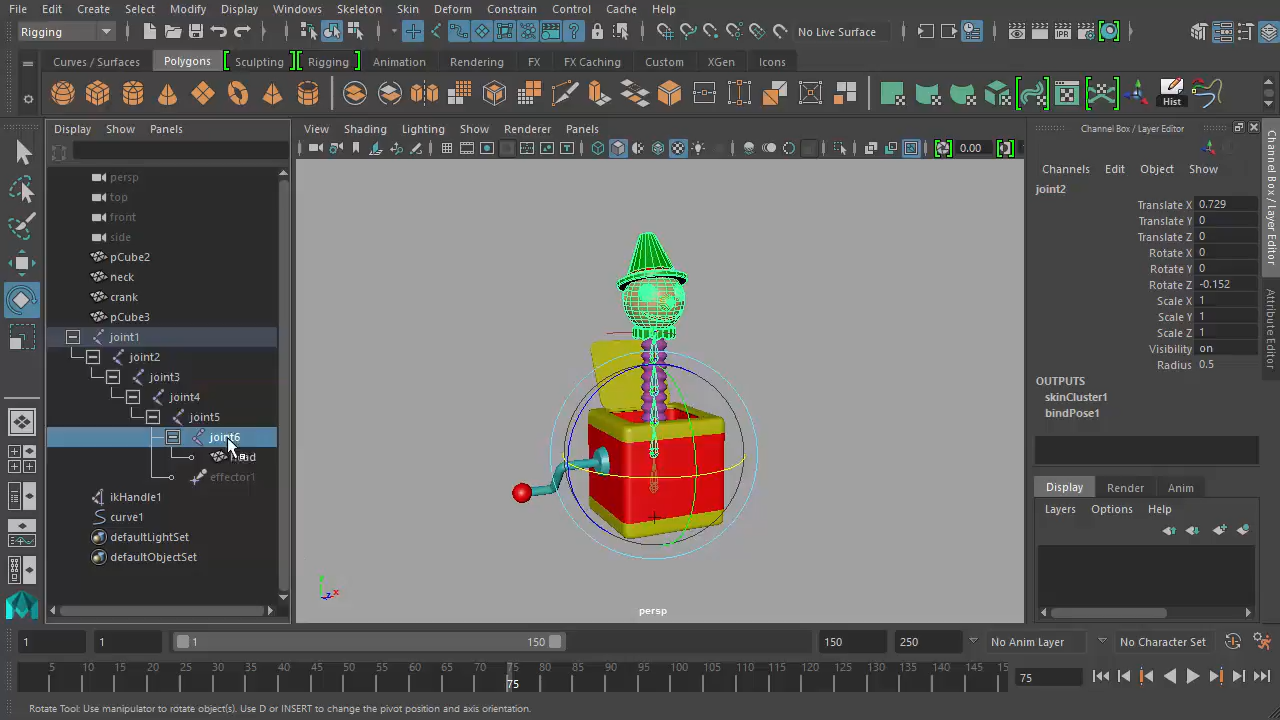 File Edit Create Select Modify Display Windows Skeleton Skin Deform Constrain Control Cache Help
Rigging No Live Surface
Curves / Surfaces Polygons Sculpting Rigging Animation Rendering FX FX Caching Custom XGen Icons
Hist
Display Show Panels
View Shading Lighting Show Renderer Panels
0.00
Channel Box / Layer Editor
Channels Edit Object Show
persp
top
front
side
pCube2
neck
crank
pCube3
joint1
joint2
joint3
joint4
joint5
joint6
effector1
ikHandle1
curve1
defaultLightSet
defaultObjectSet
persp
joint2
Translate X 0.729
Translate Y 0
Translate Z 0
Rotate X 0
Rotate Y 0
Rotate Z -0.152
Scale X 1
Scale Y 1
Scale Z 1
Visibility on
Radius 0.5
OUTPUTS
skinCluster1
bindPose1
Display Render Anim
Layers Options Help
Channel Box / Layer Editor
Attribute Editor
1 1 1 150 150 250 No Anim Layer No Character Set
5 10 15 20 25 30 35 40 45 50 55 60 65 70 75 80 85 90 95 100 105 110 115 120 125 130 135 140 145 15
75 75
Rotate Tool: Use manipulator to rotate object(s). Use D or INSERT to change the pivot position and axis orientation.